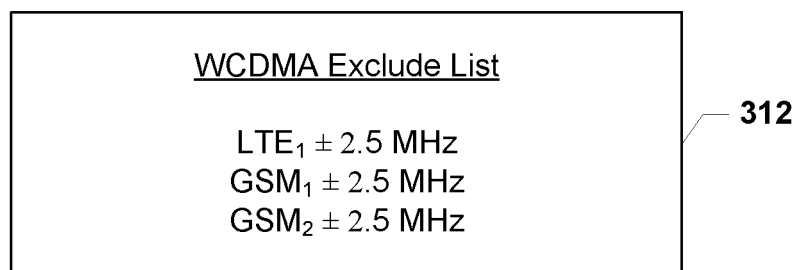 WCDMA Exclude List
312
LTE₁ ± 2.5 MHz
GSM₁ ± 2.5 MHz
GSM₂ ± 2.5 MHz